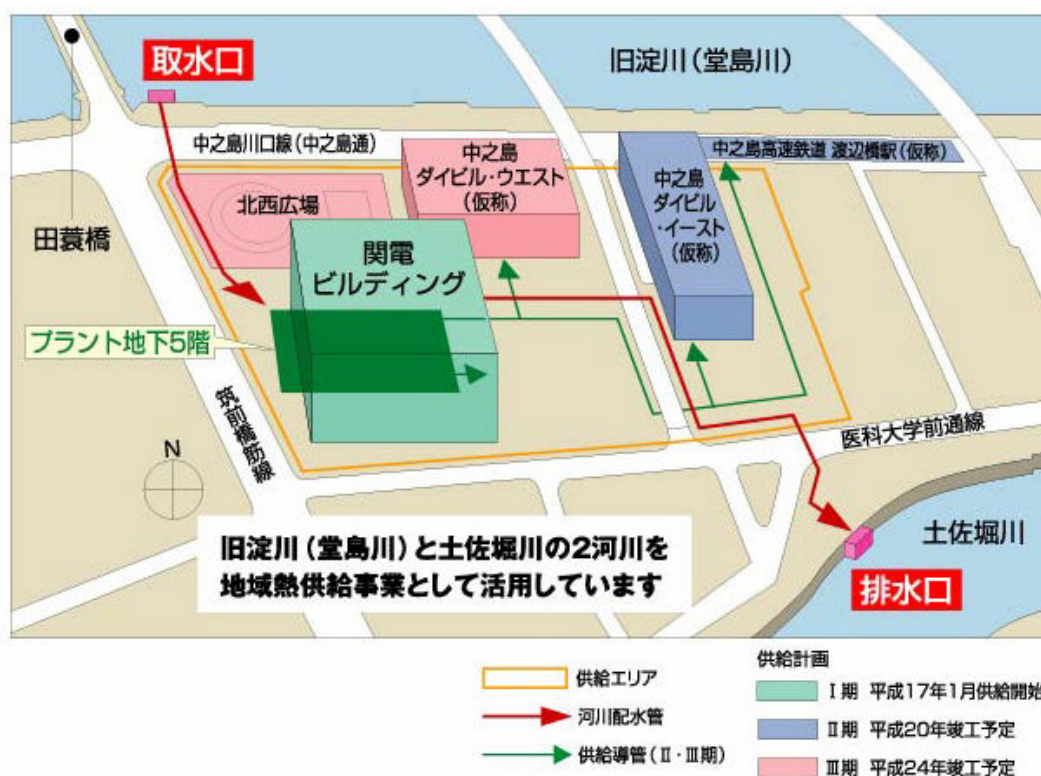 取水口
旧淀川(堂島川)
中之島川口線(中之島通)
中之島
ダイビル・ウエスト
(仮称)
中之島高速鉄道 渡辺橋駅(仮称)
中之島
ダイビル
・イースト
(仮称)
北西広場
田蓑橋
関電
ビルディング
プラント地下5階
筑前橋筋線
医科大学前通線
N
旧淀川(堂島川)と土佐堀川の2河川を
地域熱供給事業として活用しています
土佐堀川
排水口
供給エリア
河川配水管
供給導管(Ⅱ・Ⅲ期)
供給計画
Ⅰ期 平成17年1月供給開始
Ⅱ期 平成20年竣工予定
Ⅲ期 平成24年竣工予定